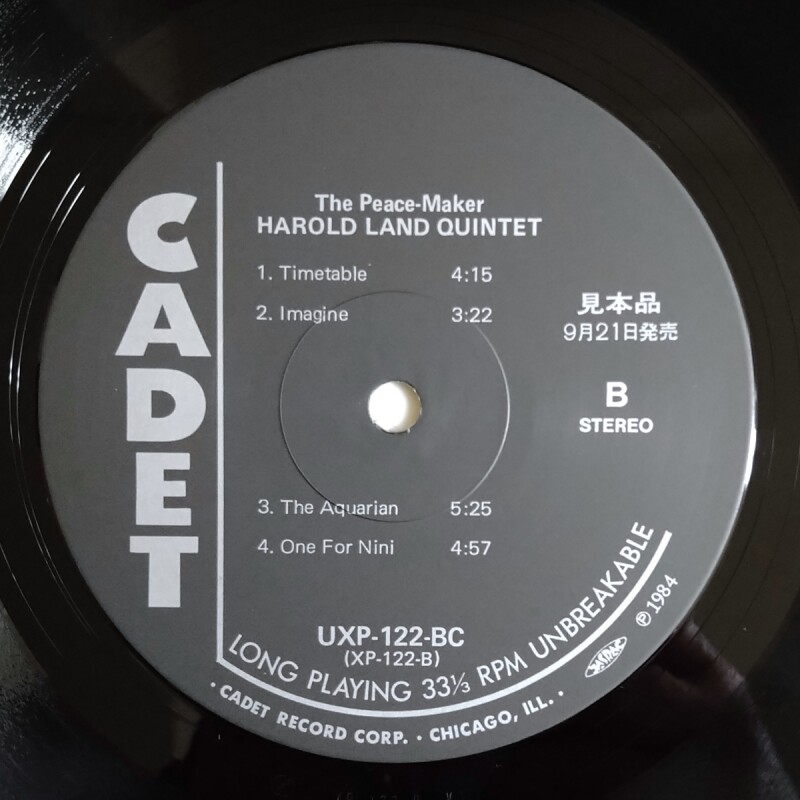 CADET
The Peace-Maker
HAROLD LAND QUINTET
1. Timetable 4:15
2. Imagine 3:22
見本品
9月21日発売
B
STEREO
3. The Aquarian 5:25
4. One For Nini 4:57
UXP-122-BC
(XP-122-B)
LONG PLAYING 33⅓ RPM UNBREAKABLE
℗ 1984
JASRAC
· CADET RECORD CORP. · CHICAGO, ILL. ·